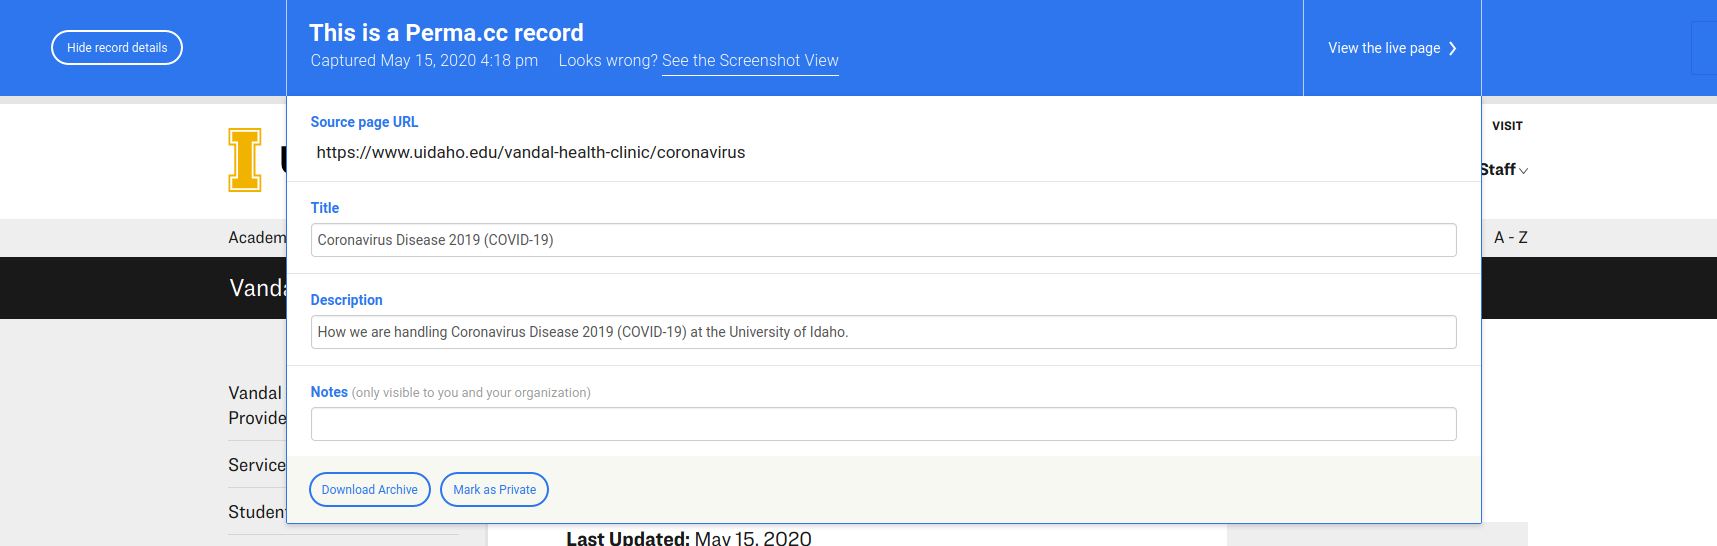 Hide record details
This is a Perma.cc record
Captured May 15, 2020 4:18 pm Looks wrong? See the Screenshot View
View the live page
Source page URL
https://www.uidaho.edu/vandal-health-clinic/coronavirus
VISIT
Staff
Title
Coronavirus Disease 2019 (COVID-19)
Academ
A - Z
Vanda
Description
How we are handling Coronavirus Disease 2019 (COVID-19) at the University of Idaho.
Notes (only visible to you and your organization)
Vandal
Provide
Service
Student
Download Archive
Mark as Private
Last Updated: May 15, 2020